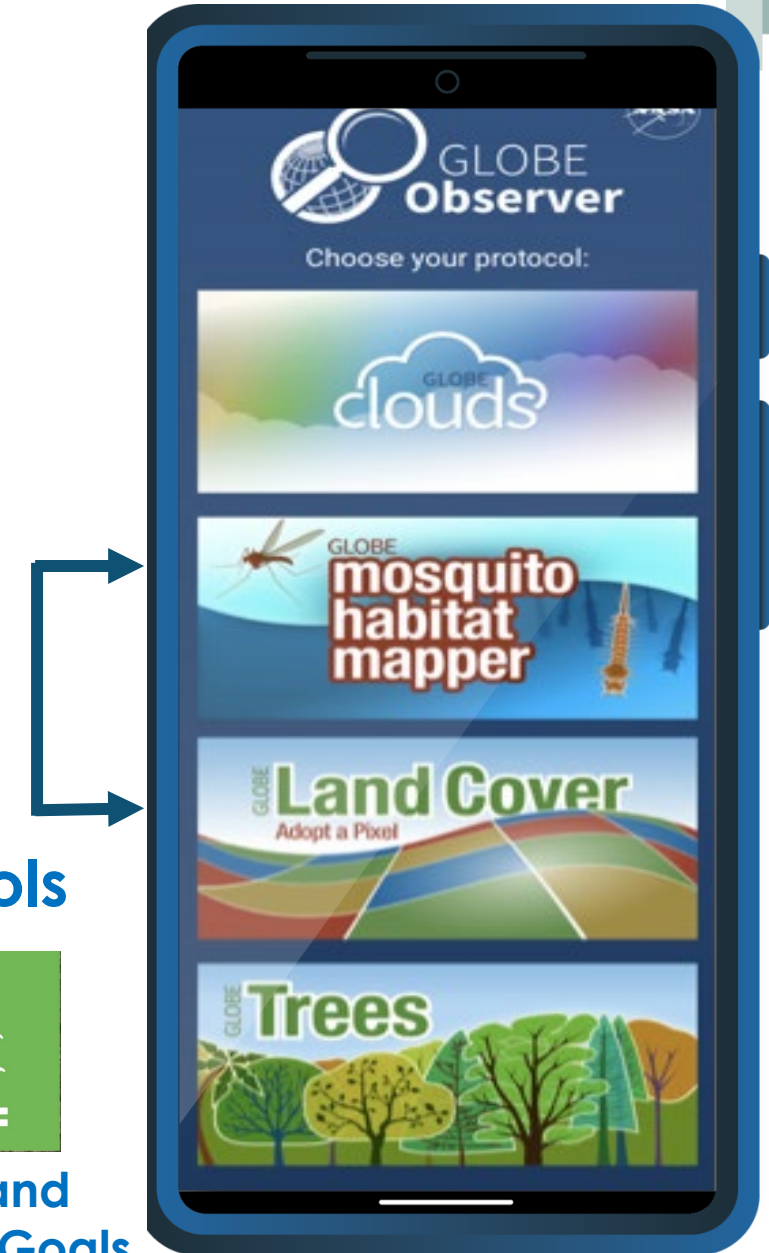 GLOBE
Observer
Choose your protocol:
GLOBE
clouds
GLOBE
mosquito
habitat
mapper
GLOBE
Land Cover
Adopt a Pixel
GLOBE
Trees
ols
and
Goals